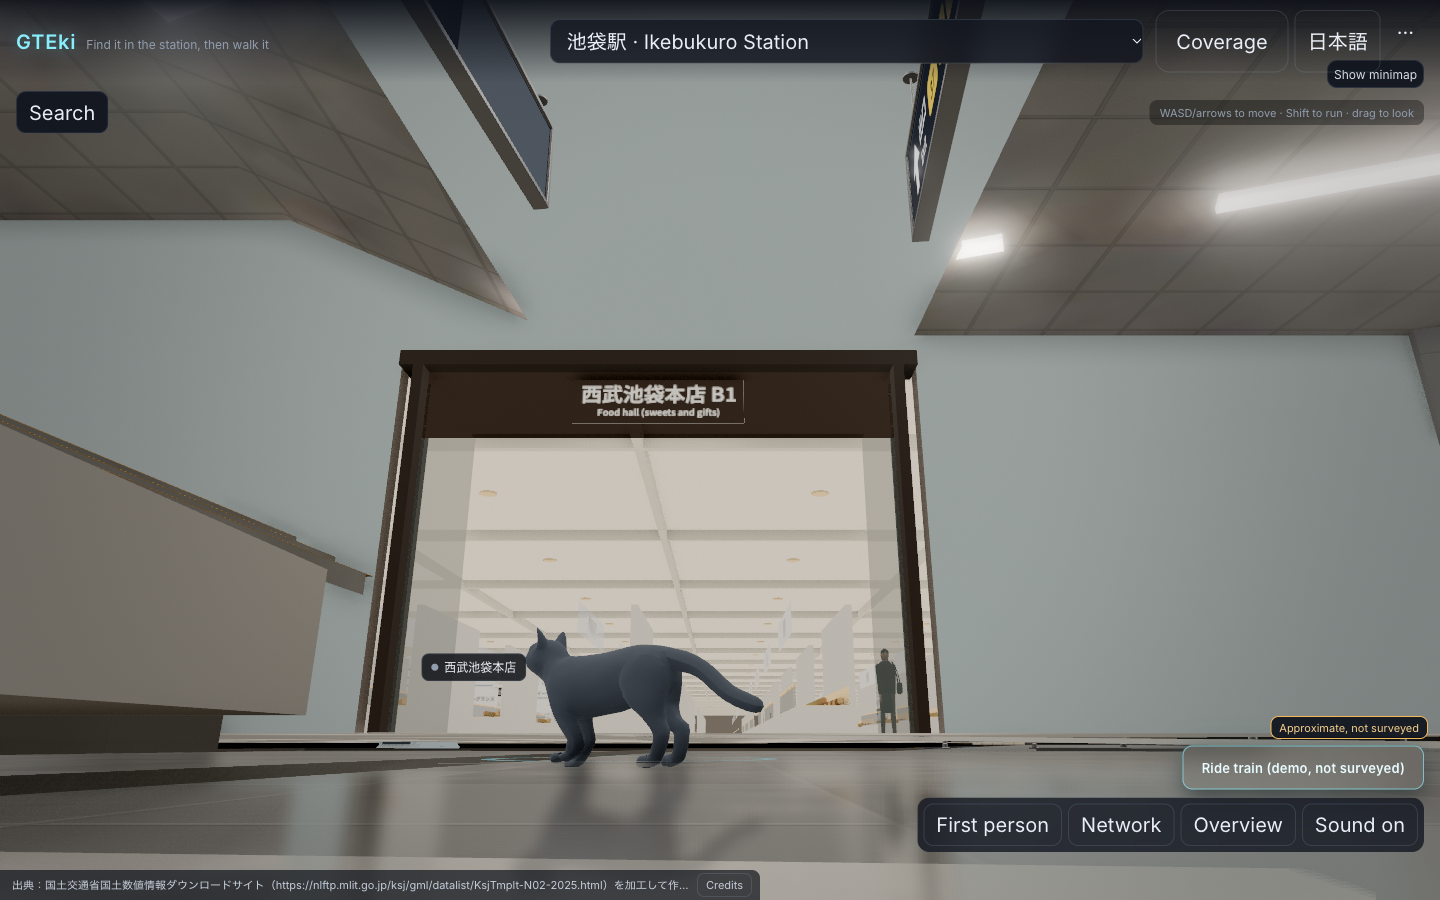 GTEki
Find it in the station, then walk it
池袋駅 · Ikebukuro Station
Coverage
日本語
Show minimap
Search
WASD/arrows to move · Shift to run · drag to look
西武池袋本店 B1
Food hall (sweets and gifts)
西武池袋本店
Approximate, not surveyed
Ride train (demo, not surveyed)
First person
Network
Overview
Sound on
出典：国土交通省国土数値情報ダウンロードサイト（https://nlftp.mlit.go.jp/ksj/gml/datalist/KsjTmplt-N02-2025.html）を加工して作...
Credits